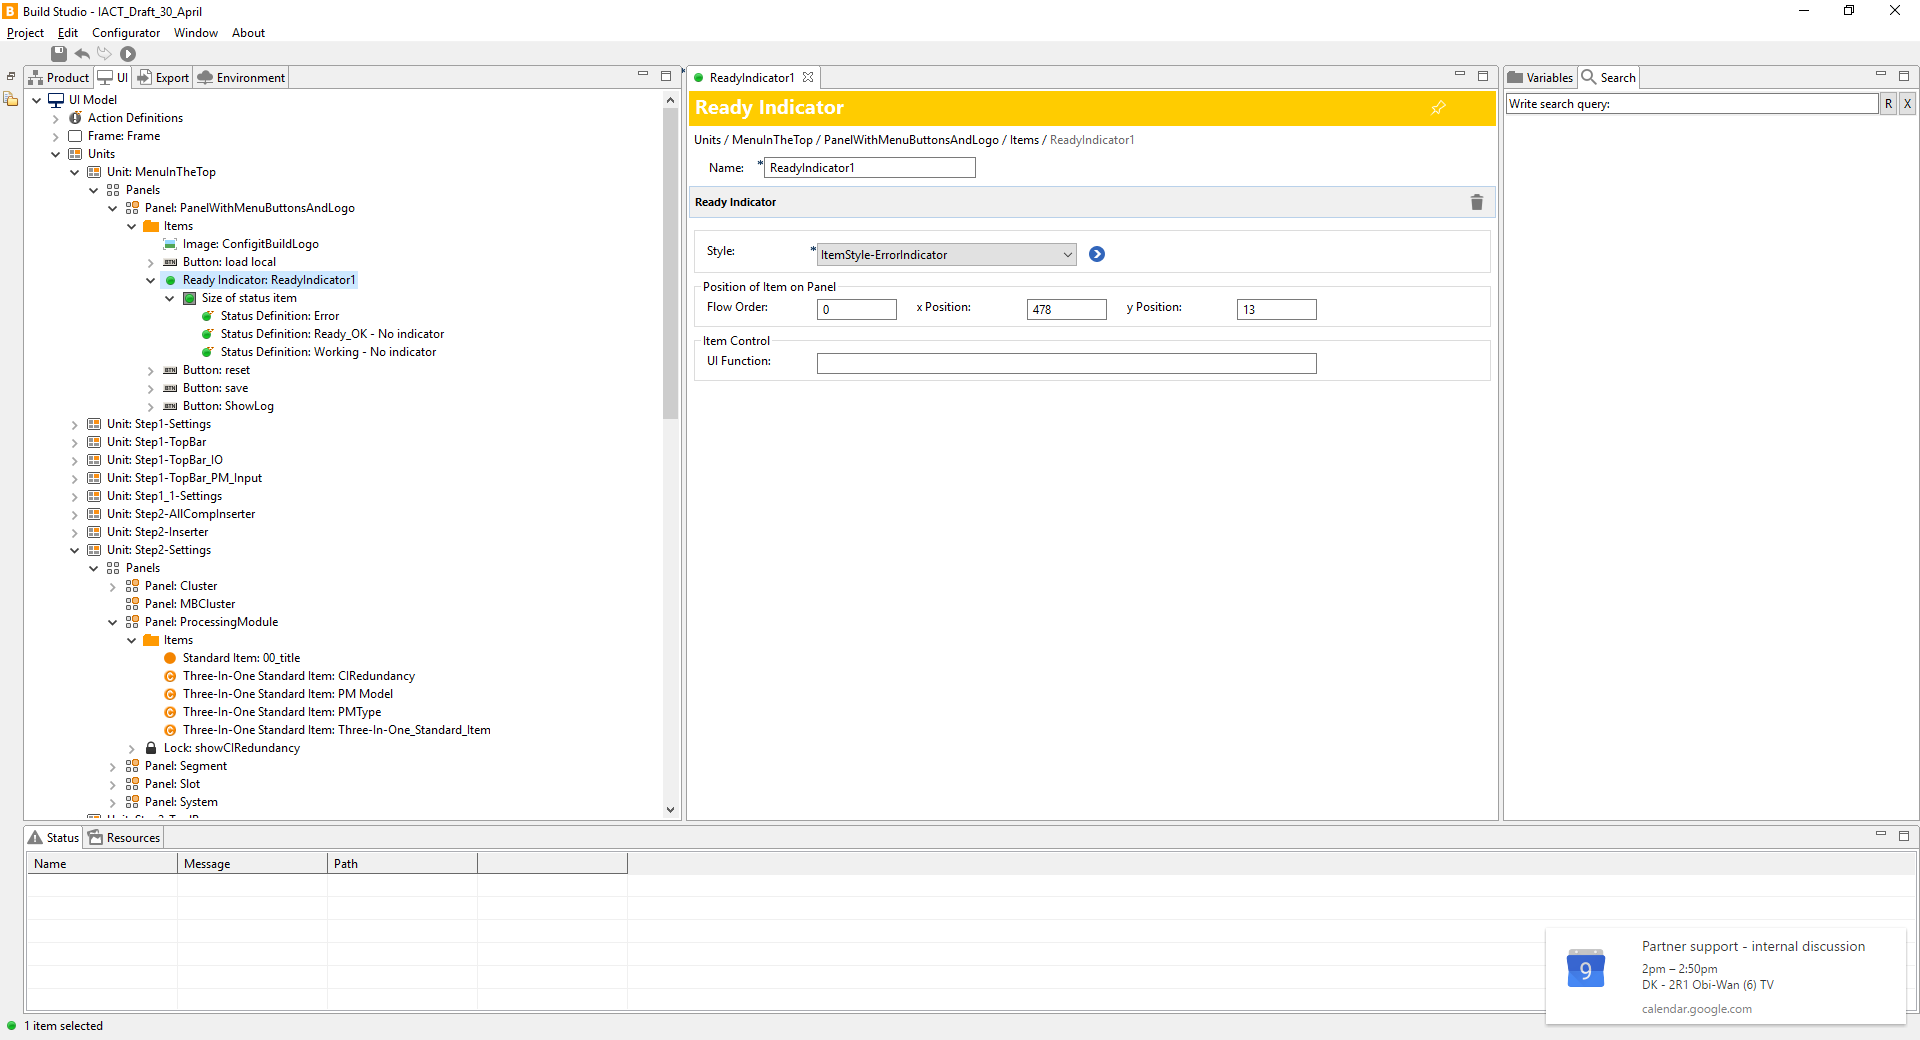 Build Studio - IACT_Draft_30_April
Project Edit Configurator Window About
Product UI Export Environment
UI Model
Action Definitions
Frame: Frame
Units
Unit: MenuInTheTop
Panels
Panel: PanelWithMenuButtonsAndLogo
Items
Image: ConfigitBuildLogo
BTN Button: load local
Ready Indicator: ReadyIndicator1
Size of status item
Status Definition: Error
Status Definition: Ready_OK - No indicator
Status Definition: Working - No indicator
BTN Button: reset
BTN Button: save
BTN Button: ShowLog
Unit: Step1-Settings
Unit: Step1-TopBar
Unit: Step1-TopBar_IO
Unit: Step1-TopBar_PM_Input
Unit: Step1_1-Settings
Unit: Step2-AllCompInserter
Unit: Step2-Inserter
Unit: Step2-Settings
Panels
Panel: Cluster
Panel: MBCluster
Panel: ProcessingModule
Items
Standard Item: 00_title
Three-In-One Standard Item: CIRedundancy
Three-In-One Standard Item: PM Model
Three-In-One Standard Item: PMType
Three-In-One Standard Item: Three-In-One_Standard_Item
Lock: showCIRedundancy
Panel: Segment
Panel: Slot
Panel: System
ReadyIndicator1
Ready Indicator
Units / MenuInTheTop / PanelWithMenuButtonsAndLogo / Items / ReadyIndicator1
Name: * ReadyIndicator1
Ready Indicator
Style: * ItemStyle-ErrorIndicator
Position of Item on Panel
Flow Order: 0 x Position: 478 y Position: 13
Item Control
UI Function:
Variables Search
Write search query: R X
Status Resources
Name Message Path
1 item selected
9
Partner support - internal discussion
2pm – 2:50pm
DK - 2R1 Obi-Wan (6) TV
calendar.google.com